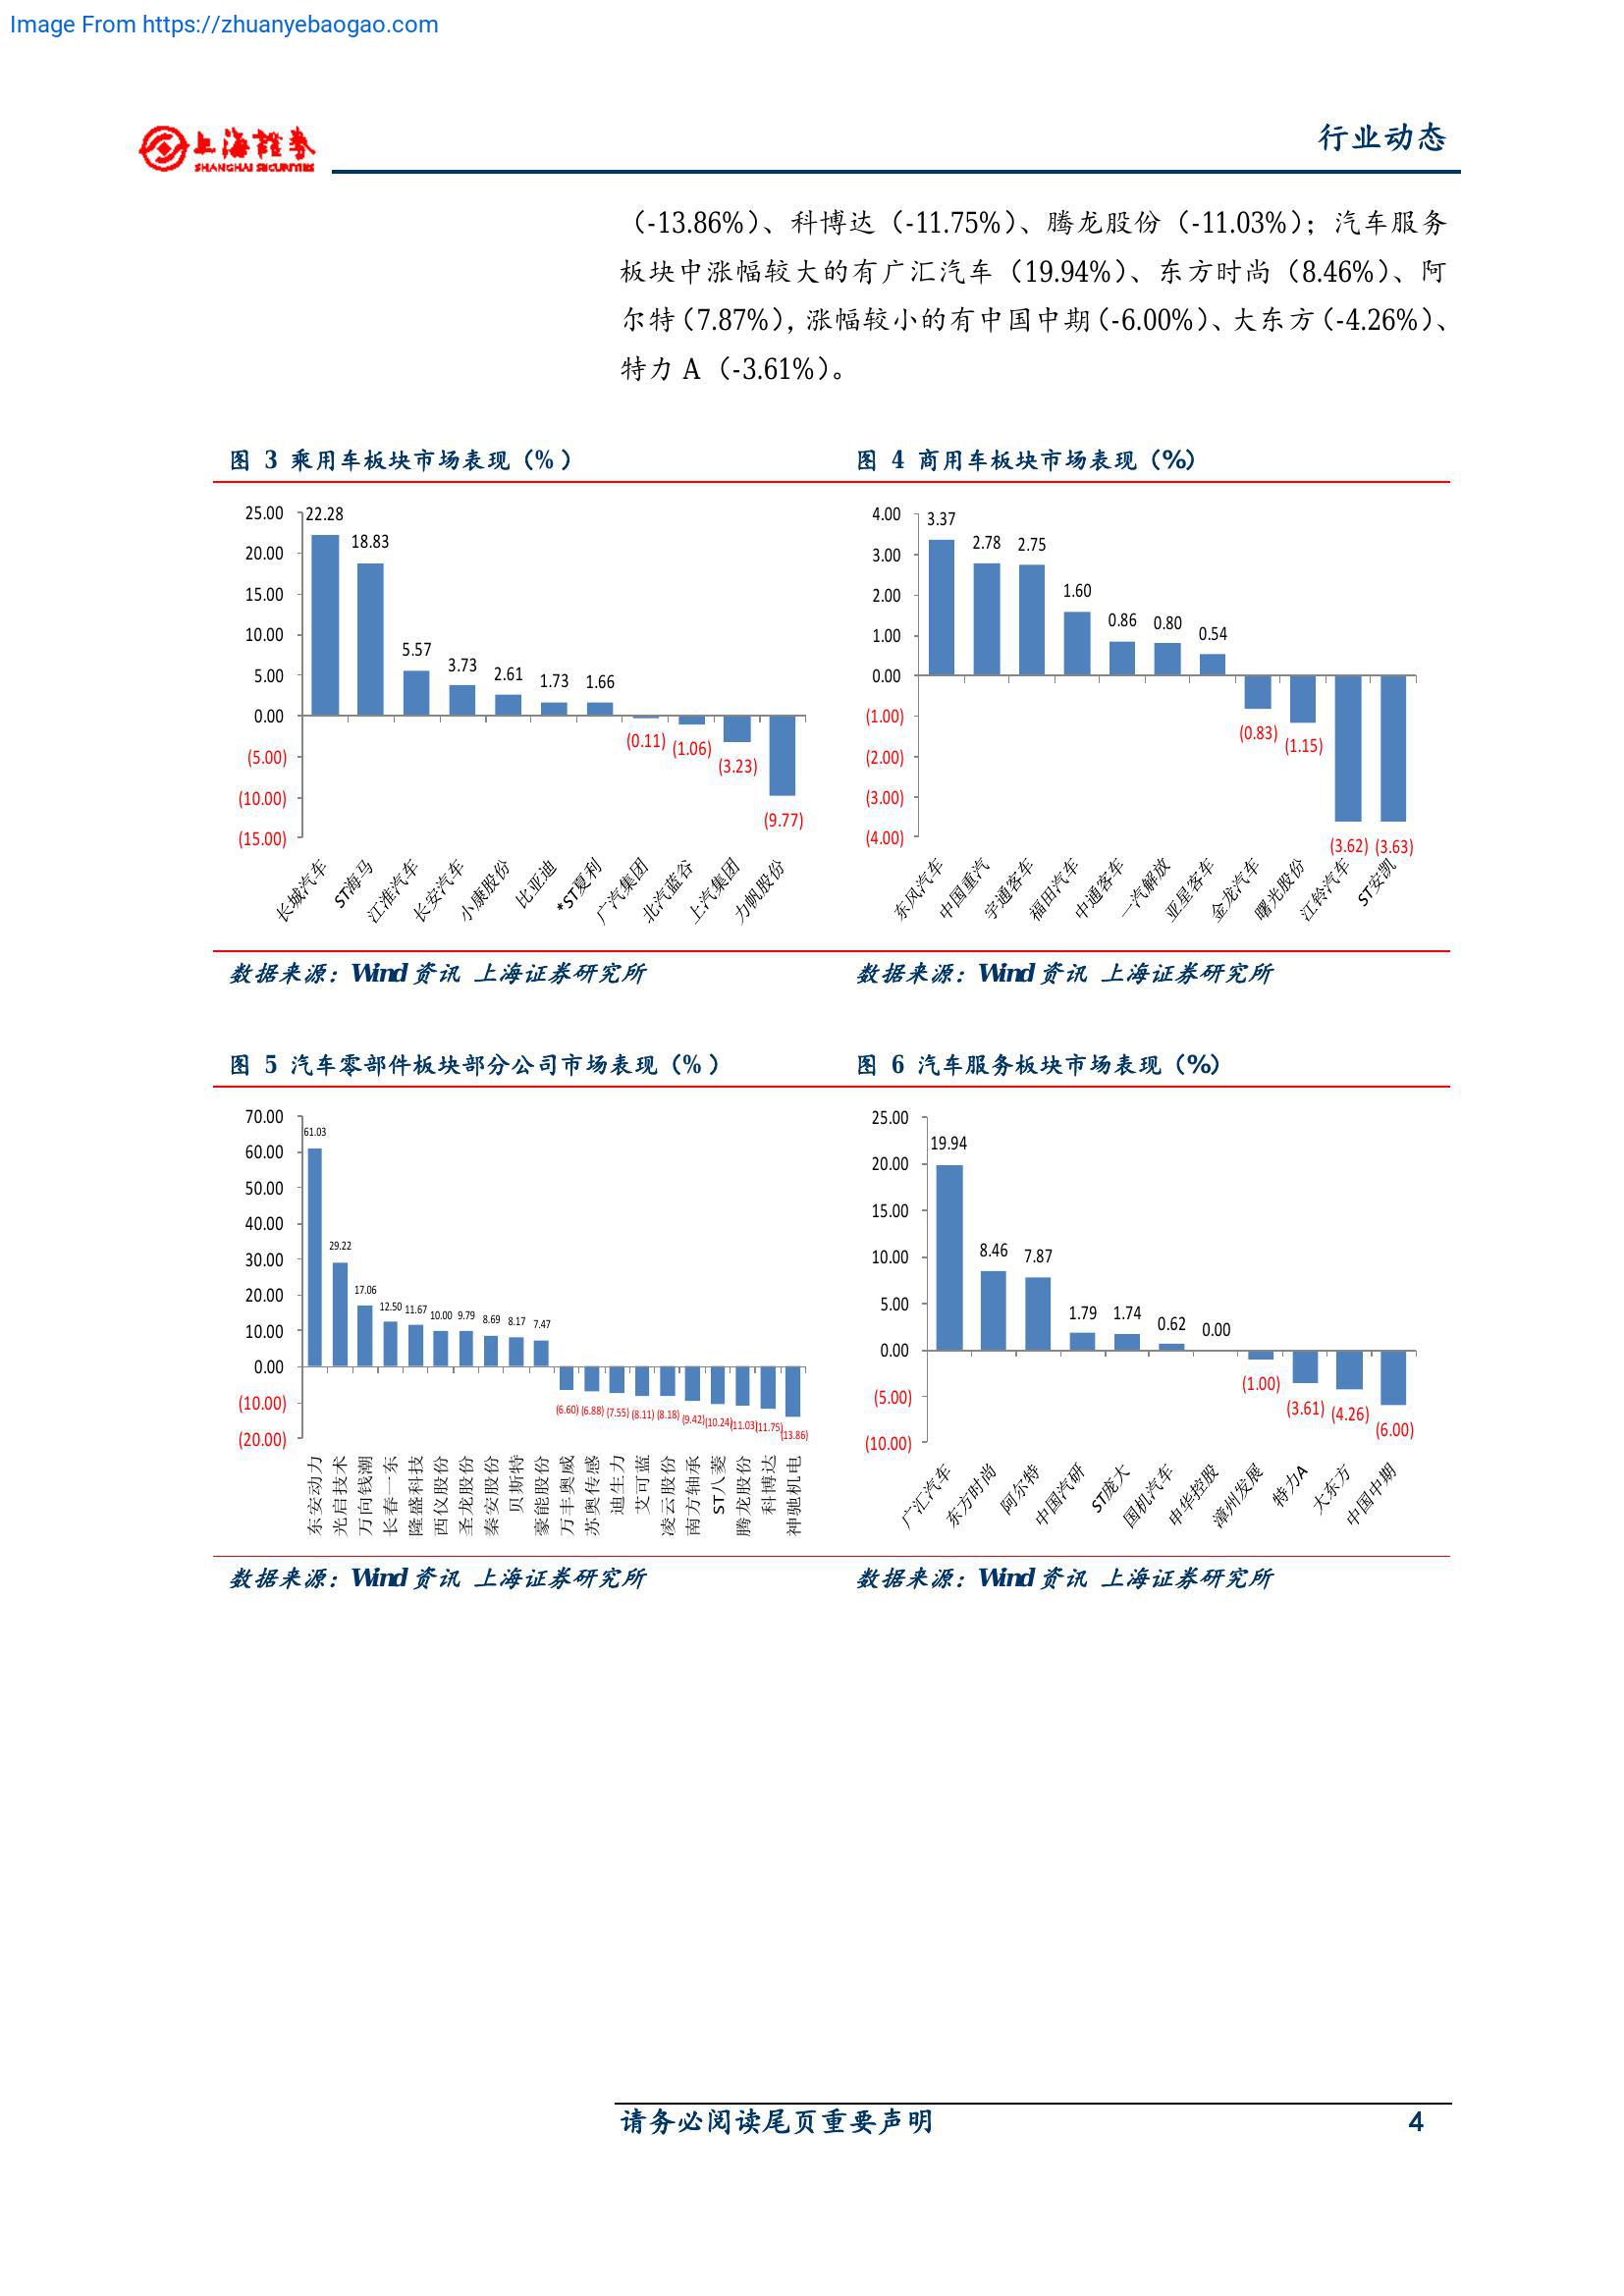 Image From https://zhuanyebaogao.com
上海證券
SHANGHAI SECURITIES
行业动态
（-13.86%）、科博达（-11.75%）、腾龙股份（-11.03%）；汽车服务
板块中涨幅较大的有广汇汽车（19.94%）、东方时尚（8.46%）、阿
尔特（7.87%），涨幅较小的有中国中期（-6.00%）、大东方（-4.26%）、
特力 A（-3.61%）。
图 3 乘用车板块市场表现（%）
25.00
20.00
15.00
10.00
5.00
0.00
(5.00)
(10.00)
(15.00)
22.28
18.83
5.57
3.73
2.61
1.73
1.66
(0.11)
(1.06)
(3.23)
(9.77)
长城汽车
ST海马
江淮汽车
长安汽车
小康股份
比亚迪
*ST夏利
广汽集团
北汽蓝谷
上汽集团
力帆股份
数据来源：Wind 资讯 上海证券研究所
图 4 商用车板块市场表现（%）
4.00
3.00
2.00
1.00
0.00
(1.00)
(2.00)
(3.00)
(4.00)
3.37
2.78
2.75
1.60
0.86
0.80
0.54
(0.83)
(1.15)
(3.62)
(3.63)
东风汽车
中国重汽
宇通客车
福田汽车
中通客车
一汽解放
亚星客车
金龙汽车
曙光股份
江铃汽车
ST安凯
数据来源：Wind 资讯 上海证券研究所
图 5 汽车零部件板块部分公司市场表现（%）
70.00
60.00
50.00
40.00
30.00
20.00
10.00
0.00
(10.00)
(20.00)
61.03
29.22
17.06
12.50
11.67
10.00
9.79
8.69
8.17
7.47
(6.60)
(6.88)
(7.55)
(8.11)
(8.18)
(9.42)
(10.24)
(11.03)
(11.75)
(13.86)
东安动力
光启技术
万向钱潮
长春一东
隆盛科技
西仪股份
圣龙股份
秦安股份
贝斯特
豪能股份
万丰奥威
苏奥传感
迪生力
艾可蓝
凌云股份
南方轴承
ST八菱
腾龙股份
科博达
神驰机电
数据来源：Wind 资讯 上海证券研究所
图 6 汽车服务板块市场表现（%）
25.00
20.00
15.00
10.00
5.00
0.00
(5.00)
(10.00)
19.94
8.46
7.87
1.79
1.74
0.62
0.00
(1.00)
(3.61)
(4.26)
(6.00)
广汇汽车
东方时尚
阿尔特
中国汽研
ST庞大
国机汽车
申华控股
漳州发展
特力A
大东方
中国中期
数据来源：Wind 资讯 上海证券研究所
请务必阅读尾页重要声明
4